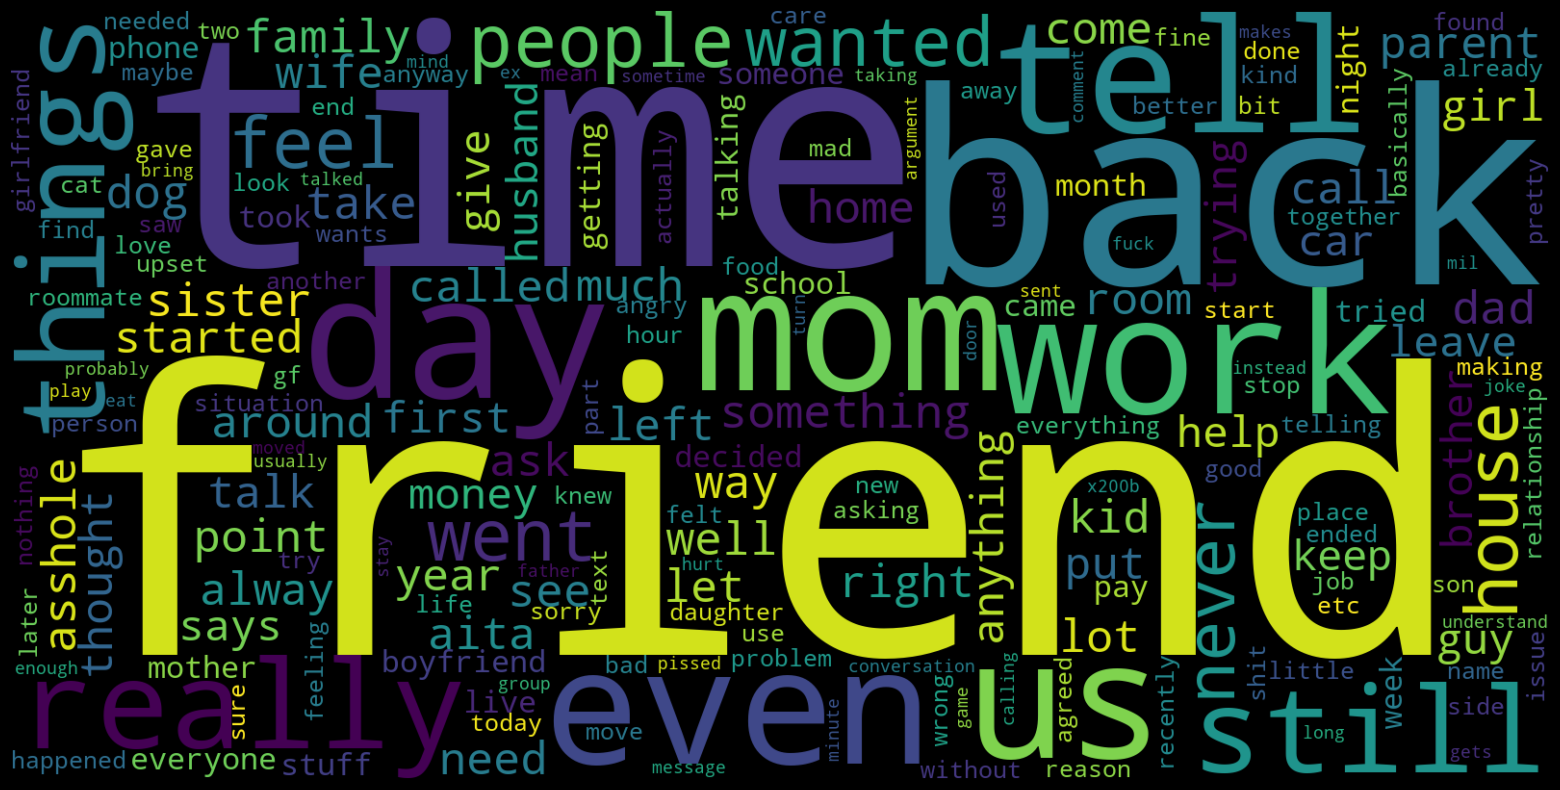 needed
two
family
people
care
wanted
come
fine
makes
done
found
parent
phone
maybe
wife
anyway
mind
ex
mean
sometime
someone
taking
things
time
tell
back
comment
better
kind
bit
night
already
girl
away
end
girlfriend
gave
bring
feel
give
husband
getting
actually
talking
mad
argument
used
month
call
together
basically
pretty
cat
dog
look
talked
took
take
wants
home
trying
car
find
saw
love
upset
another
fuck
mil
roommate
sister
called
much
food
school
angry
sent
came
room
start
tried
dad
started
day
hour
turn
mom
door
work
leave
probably
play
eat
gf
instead
stop
making
joke
person
situation
around
first
part
left
something
everything
help
telling
brother
house
relationship
moved
usually
friend
ask
decided
way
anything
good
nothing
asshole
thought
talk
money
knew
new
asking
x200b
kid
place
ended
keep
point
went
felt
well
never
try
stay
father
text
hurt
right
put
pay
job
son
etc
alway
year
see
let
life
sorry
daughter
later
says
aita
use
lot
understand
guy
enough
mother
sure
feeling
boyfriend
bad
pissed
problem
conversation
us
really
group
live
today
even
wrong
game
calling
agreed
recently
shit
little
week
name
issue
still
side
move
minute
long
gets
happened
everyone
stuff
need
message
without
reason